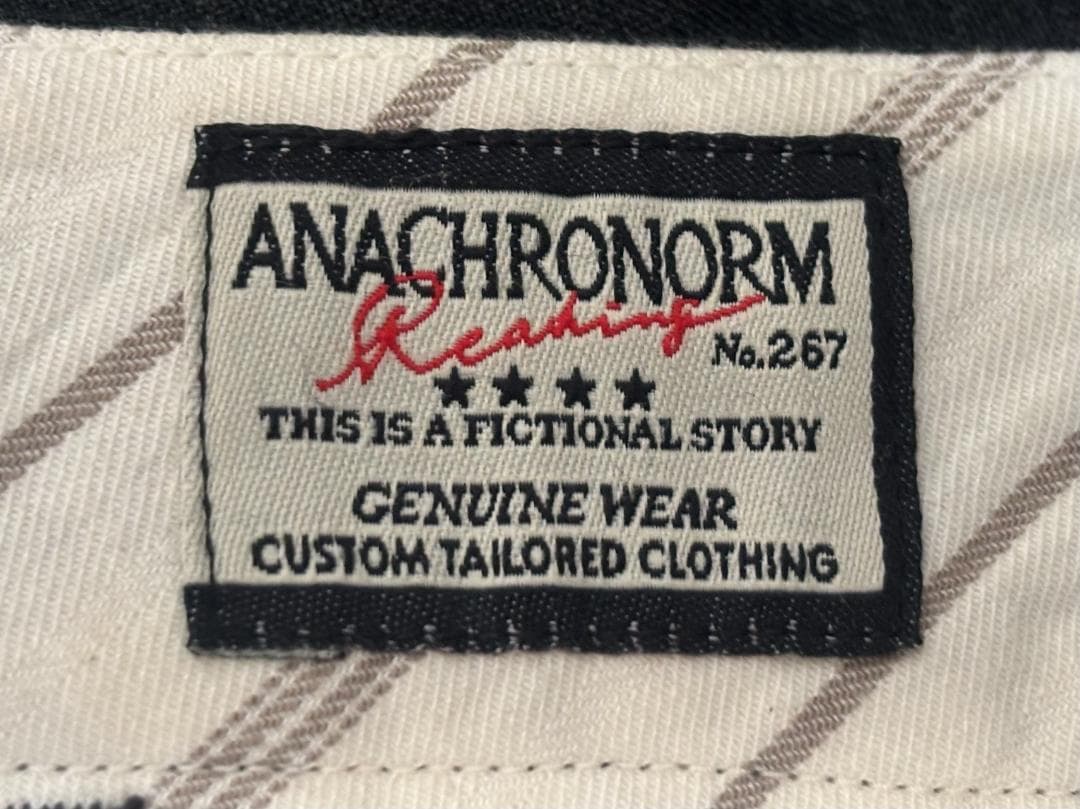 ANACHRONORM
Reading
No.267
★★★★
THIS IS A FICTIONAL STORY
GENUINE WEAR
CUSTOM TAILORED CLOTHING